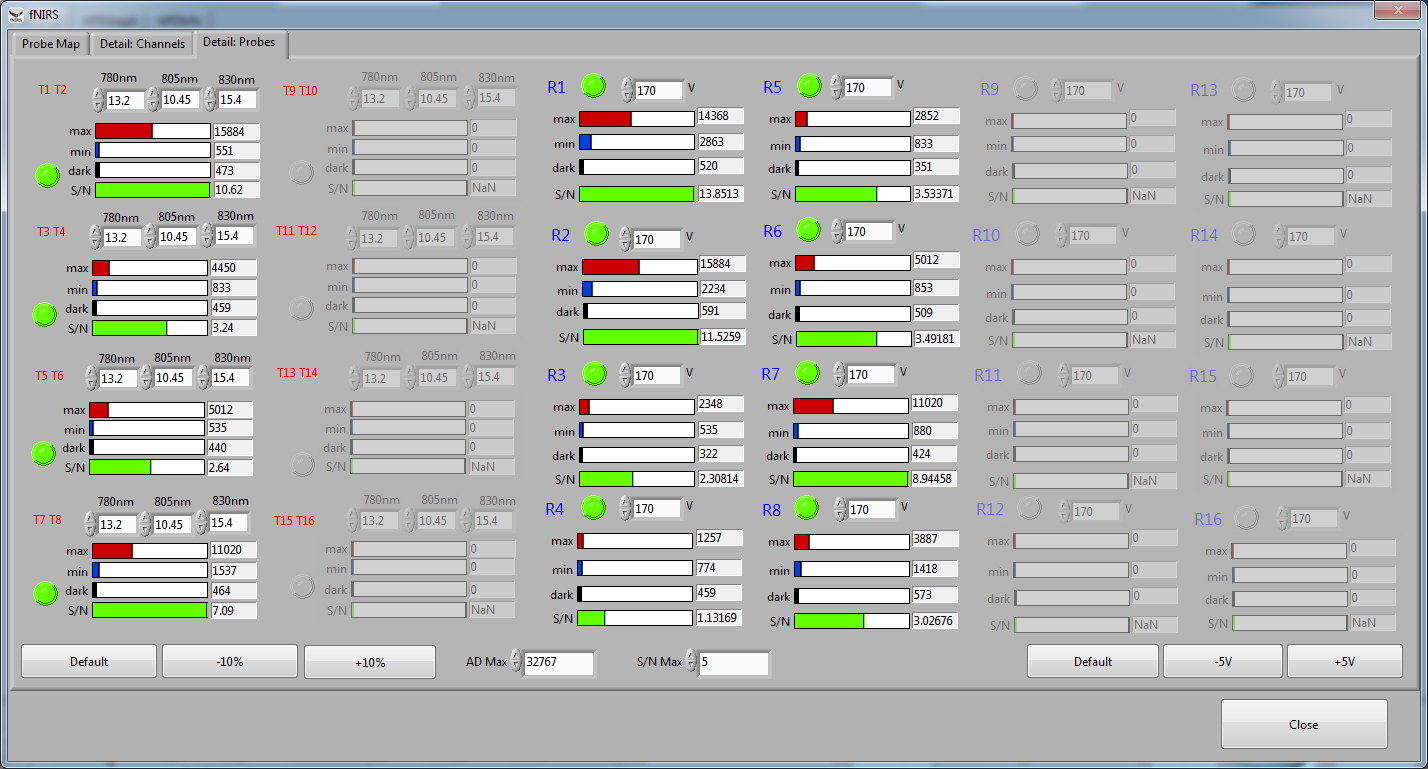 fNIRS
Probe Map Detail: Channels Detail: Probes
T1 T2
780nm 805nm 830nm
13.2 10.45 15.4
max 15884
min 551
dark 473
S/N 10.62
T3 T4
780nm 805nm 830nm
13.2 10.45 15.4
max 4450
min 833
dark 459
S/N 3.24
T5 T6
780nm 805nm 830nm
13.2 10.45 15.4
max 5012
min 535
dark 440
S/N 2.64
T7 T8
780nm 805nm 830nm
13.2 10.45 15.4
max 11020
min 1537
dark 464
S/N 7.09
T9 T10
780nm 805nm 830nm
13.2 10.45 15.4
max 0
min 0
dark 0
S/N NaN
T11 T12
780nm 805nm 830nm
13.2 10.45 15.4
max 0
min 0
dark 0
S/N NaN
T13 T14
780nm 805nm 830nm
13.2 10.45 15.4
max 0
min 0
dark 0
S/N NaN
T15 T16
780nm 805nm 830nm
13.2 10.45 15.4
max 0
min 0
dark 0
S/N NaN
R1 170 V
max 14368
min 2863
dark 520
S/N 13.8513
R2 170 V
max 15884
min 2234
dark 591
S/N 11.5259
R3 170 V
max 2348
min 535
dark 322
S/N 2.30814
R4 170 V
max 1257
min 774
dark 459
S/N 1.13169
R5 170 V
max 2852
min 833
dark 351
S/N 3.53371
R6 170 V
max 5012
min 853
dark 509
S/N 3.49181
R7 170 V
max 11020
min 880
dark 424
S/N 8.94458
R8 170 V
max 3887
min 1418
dark 573
S/N 3.02676
R9 170 V
max 0
min 0
dark 0
S/N NaN
R10 170 V
max 0
min 0
dark 0
S/N NaN
R11 170 V
max 0
min 0
dark 0
S/N NaN
R12 170 V
max 0
min 0
dark 0
S/N NaN
R13 170 V
max 0
min 0
dark 0
S/N NaN
R14 170 V
max 0
min 0
dark 0
S/N NaN
R15 170 V
max 0
min 0
dark 0
S/N NaN
R16 170 V
max 0
min 0
dark 0
S/N NaN
Default -10% +10% AD Max 32767 S/N Max 5 Default -5V +5V
Close